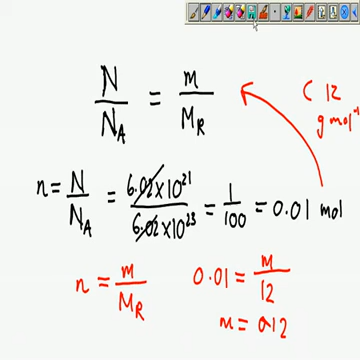 N/N_A = m/M_R
C 12
g mol⁻¹
n = N/N_A = 6.02×10²¹/6.02×10²³ = 1/100 = 0.01 mol
n = m/M_R
0.01 = m/12
m = 0.12